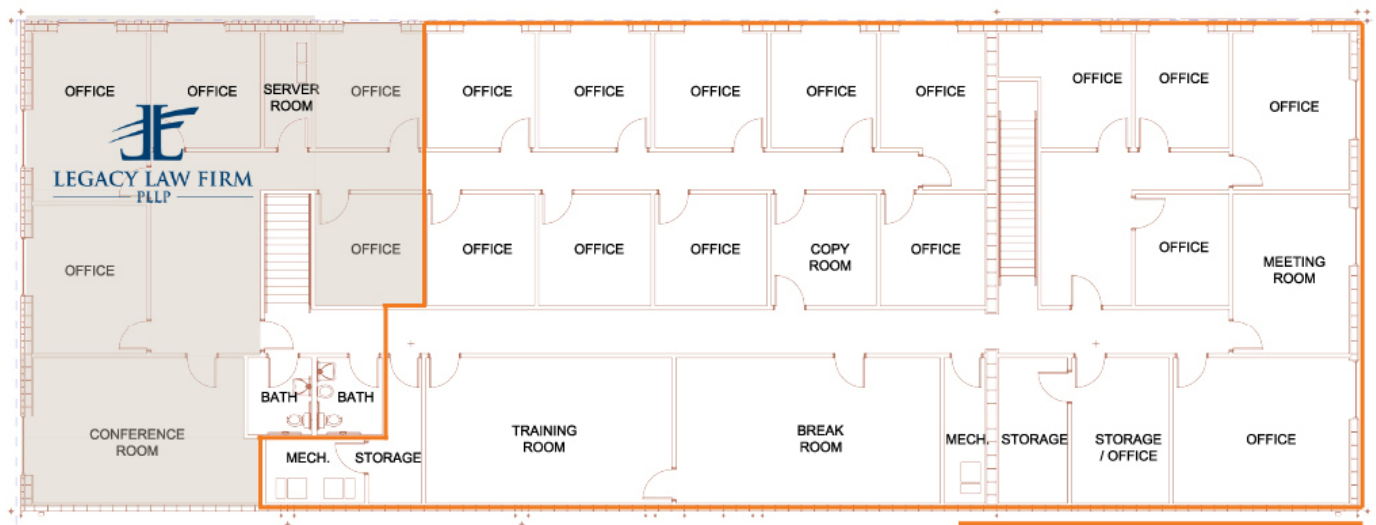 OFFICE
OFFICE
SERVER
ROOM
OFFICE
OFFICE
OFFICE
OFFICE
OFFICE
OFFICE
OFFICE
OFFICE
OFFICE
LEGACY LAW FIRM
PLLP
OFFICE
OFFICE
OFFICE
OFFICE
OFFICE
COPY
ROOM
OFFICE
OFFICE
MEETING
ROOM
BATH
BATH
CONFERENCE
ROOM
MECH.
STORAGE
TRAINING
ROOM
BREAK
ROOM
MECH.
STORAGE
STORAGE
/ OFFICE
OFFICE